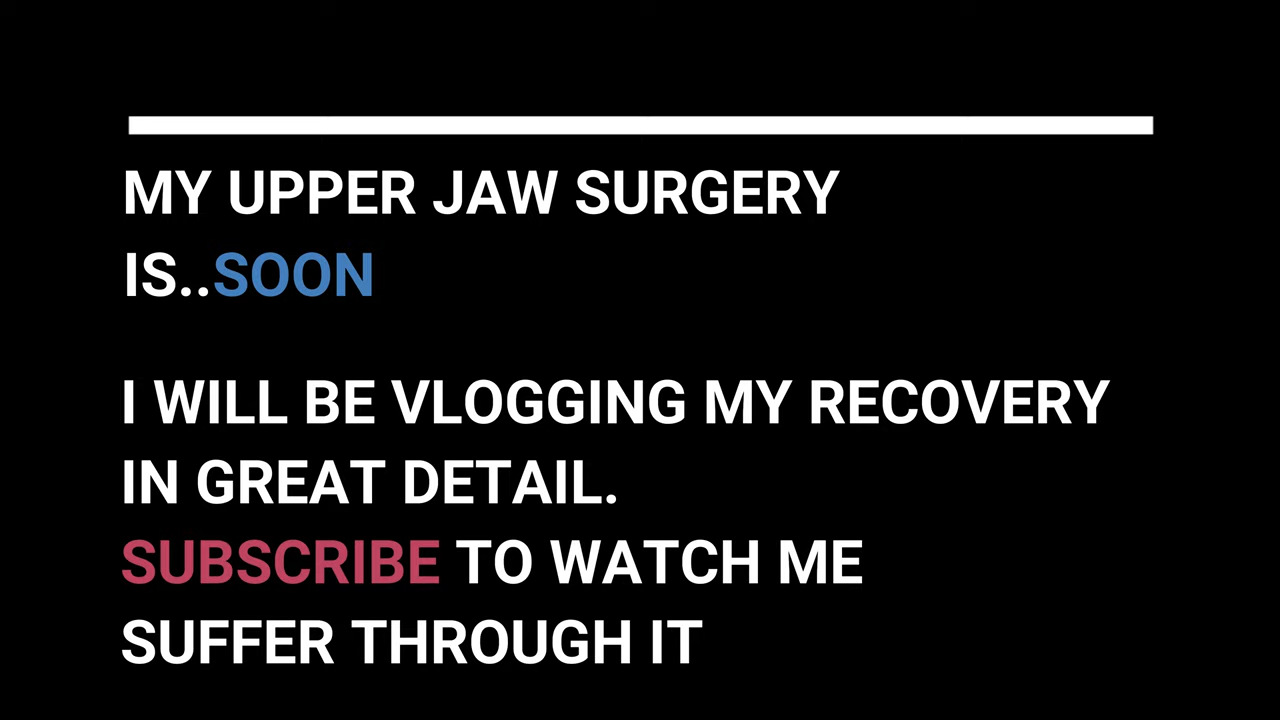 MY UPPER JAW SURGERY
IS..SOON
I WILL BE VLOGGING MY RECOVERY
IN GREAT DETAIL.
SUBSCRIBE TO WATCH ME
SUFFER THROUGH IT